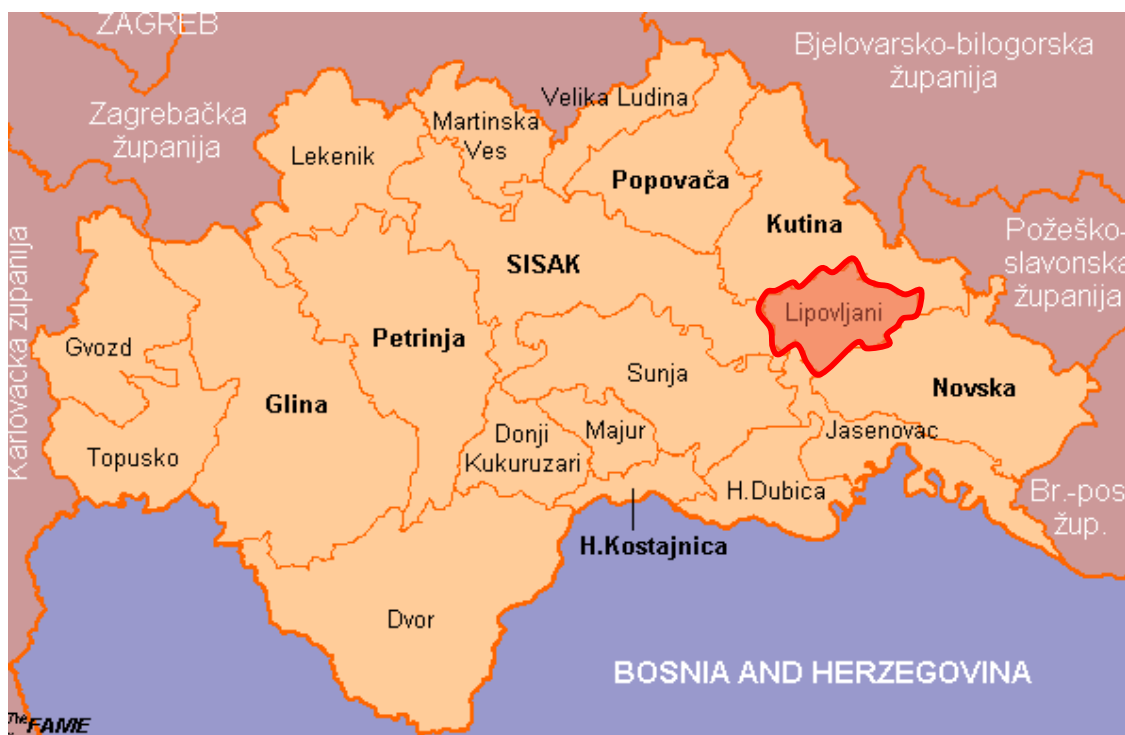 ZAGREB
Bjelovarsko-bilogorska
županija
Zagrebačka
županija
Velika Ludina
Martinska
Ves
Lekenik
Popovača
Kutina
Požeško-
slavonska
županija
SISAK
Lipovljani
Karlovacka zupanija
Gvozd
Petrinja
Sunja
Novska
Glina
Topusko
Donji
Kukuruzari
Majur
Jasenovac
H.Dubica
Br.-pos
žup.
H.Kostajnica
Dvor
BOSNIA AND HERZEGOVINA
The
FAME